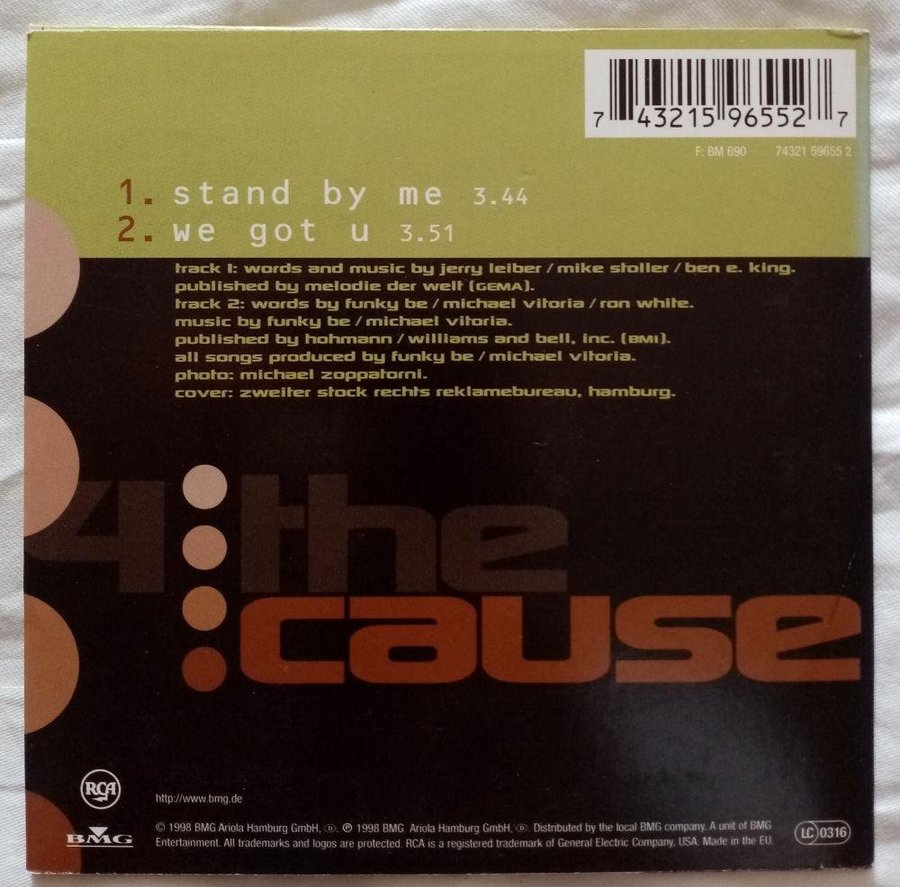 7 43215 96552 7
F: BM 690 74321 59655 2
1. stand by me 3.44
2. we got u 3.51
track 1: words and music by jerry leiber / mike stoller / ben e. king.
published by melodie der welt (GEMA).
track 2: words by funky be / michael vitoria / ron white.
music by funky be / michael vitoria.
published by hohmann / williams and bell, inc. (BMI).
all songs produced by funky be / michael vitoria.
photo: michael zoppatorni.
cover: zweiter stock rechts reklamebureau, hamburg.
4 the
cause
RCA
http://www.bmg.de
BMG
© 1998 BMG Ariola Hamburg GmbH, D. ℗ 1998 BMG Ariola Hamburg GmbH, D. Distributed by the local BMG company. A unit of BMG
Entertainment. All trademarks and logos are protected. RCA is a registered trademark of General Electric Company, USA. Made in the EU.
LC 0316